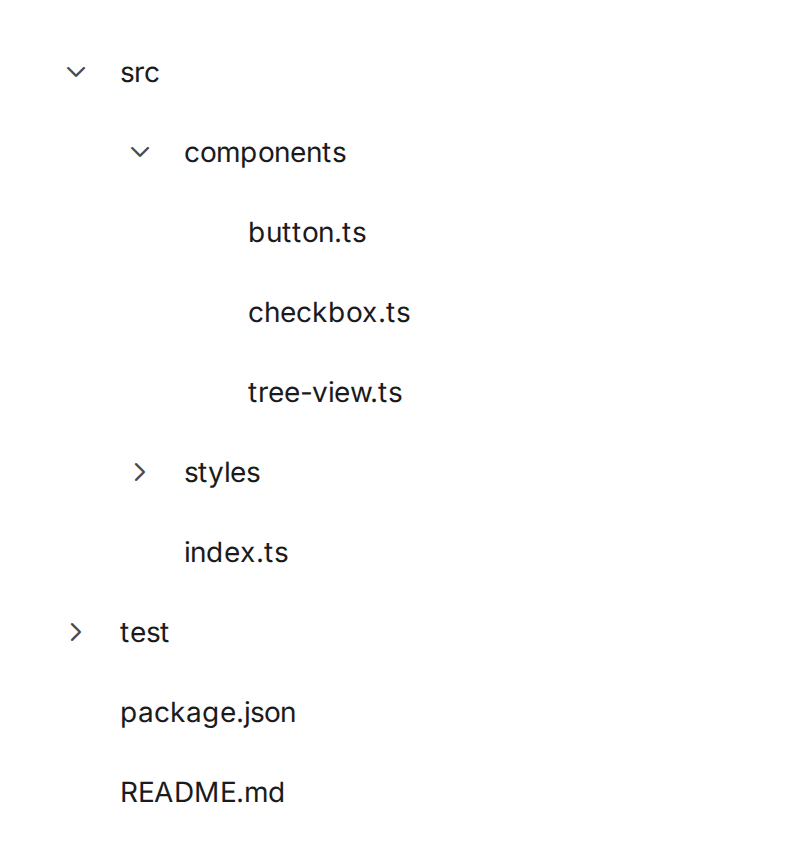 src
components
button.ts
checkbox.ts
tree-view.ts
styles
index.ts
test
package.json
README.md